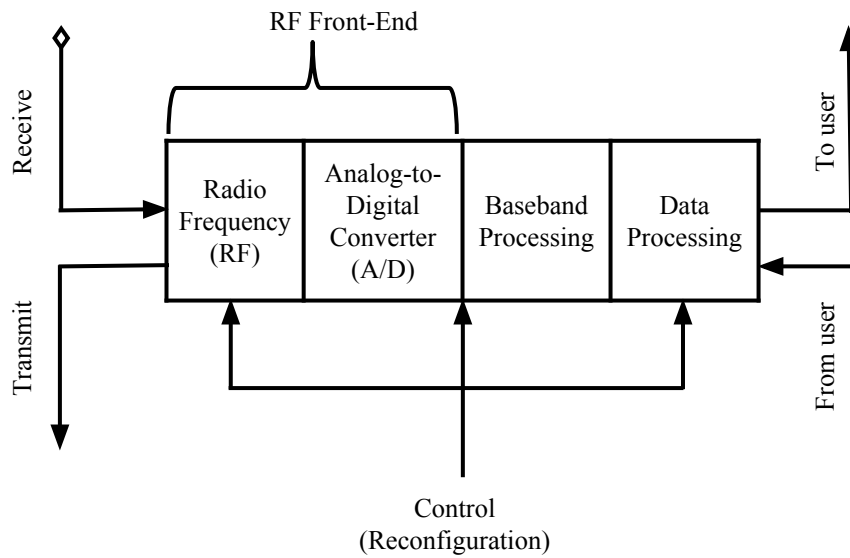 RF Front-End
Receive
To user
Radio
Frequency
(RF)
Analog-to-
Digital
Converter
(A/D)
Baseband
Processing
Data
Processing
Transmit
From user
Control
(Reconfiguration)